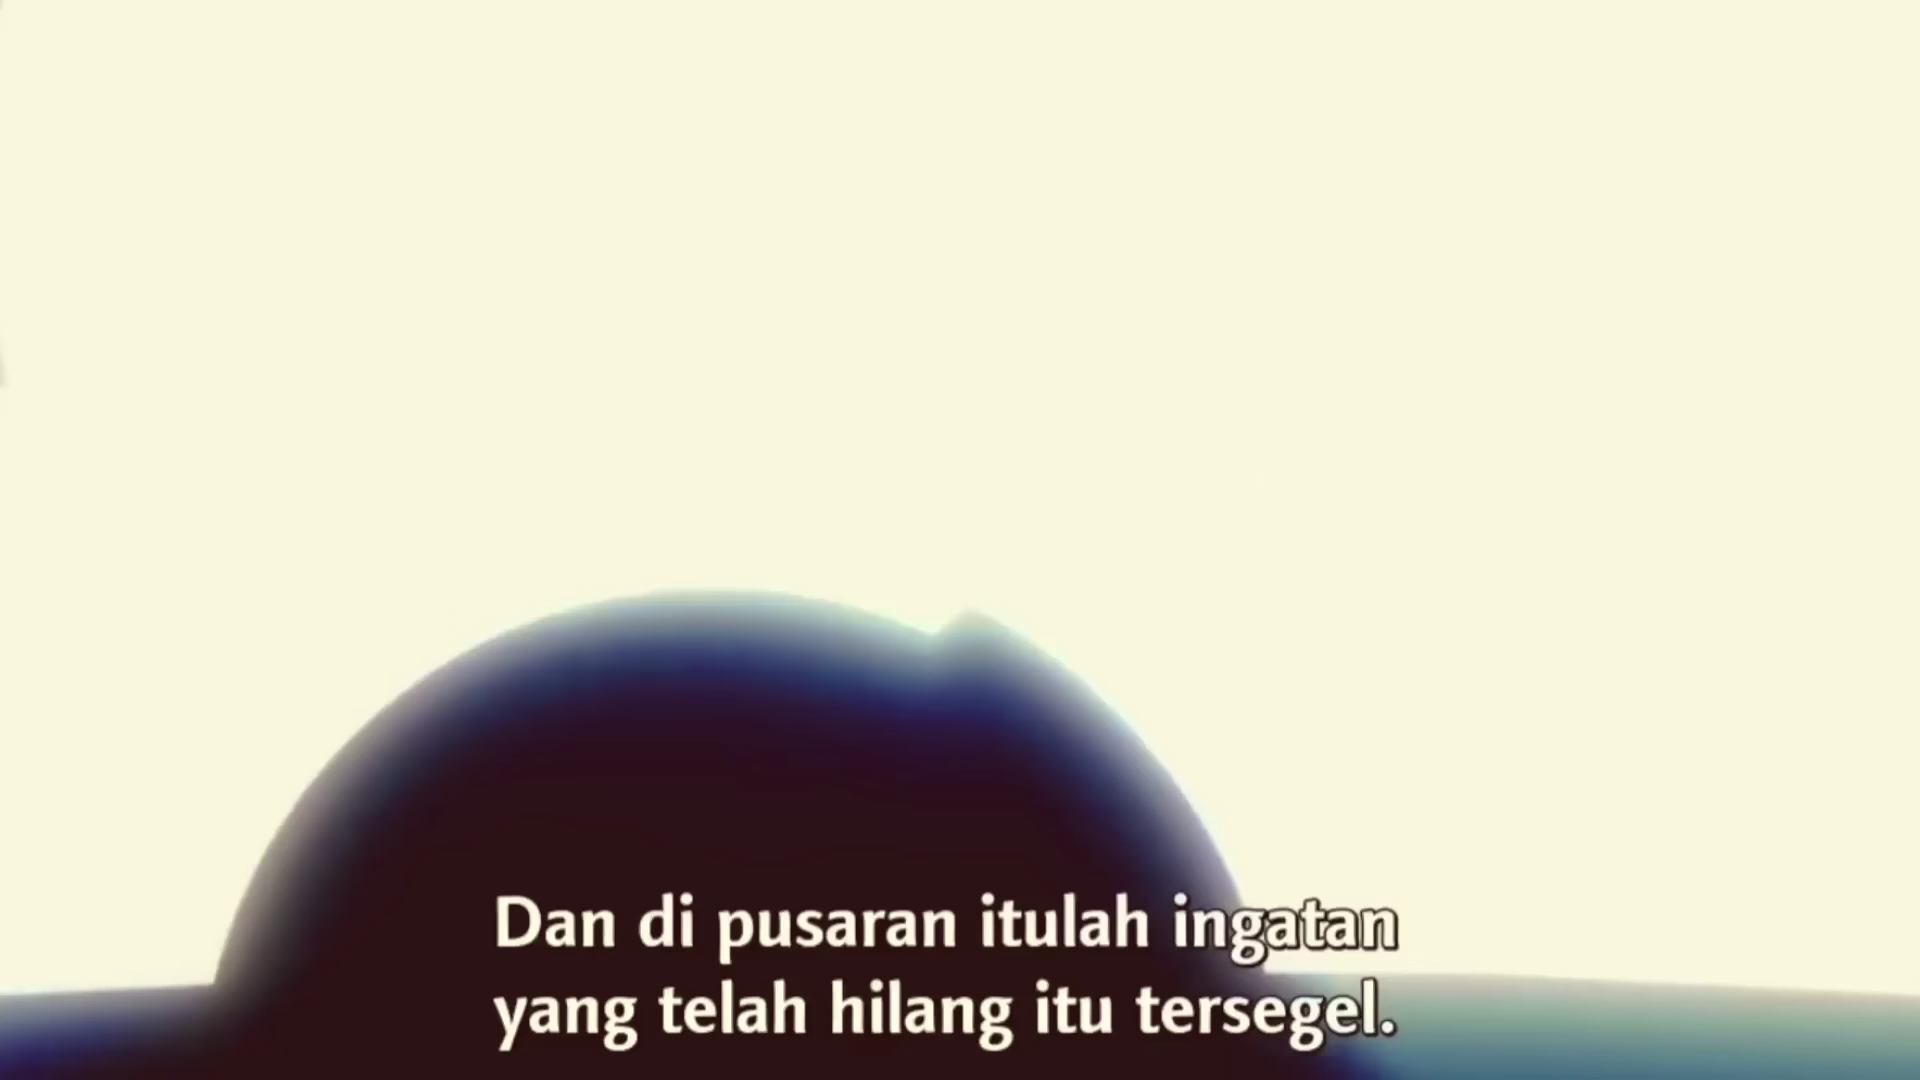 Dan di pusaran itulah ingatan
yang telah hilang itu tersegel.